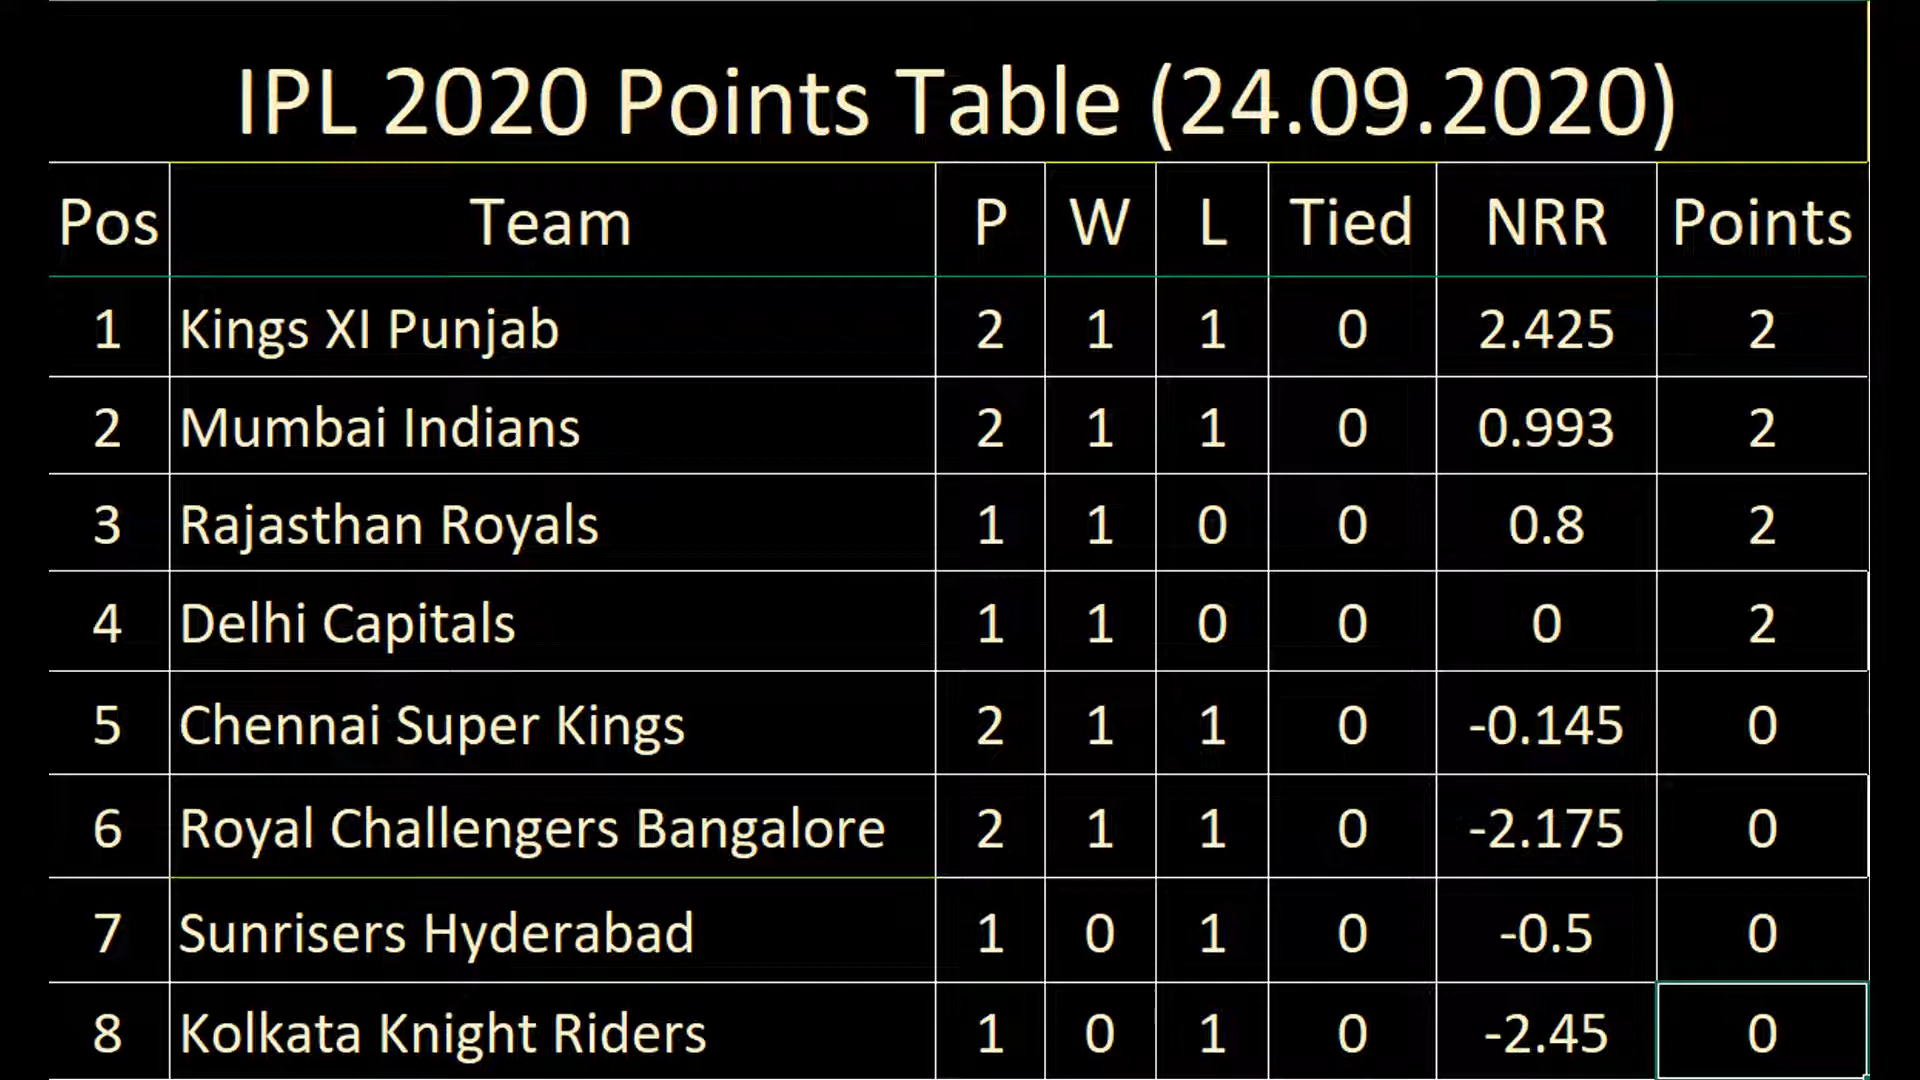 IPL 2020 Points Table (24.09.2020)
Pos Team P W L Tied NRR Points
1 Kings XI Punjab 2 1 1 0 2.425 2
2 Mumbai Indians 2 1 1 0 0.993 2
3 Rajasthan Royals 1 1 0 0 0.8 2
4 Delhi Capitals 1 1 0 0 0 2
5 Chennai Super Kings 2 1 1 0 -0.145 0
6 Royal Challengers Bangalore 2 1 1 0 -2.175 0
7 Sunrisers Hyderabad 1 0 1 0 -0.5 0
8 Kolkata Knight Riders 1 0 1 0 -2.45 0